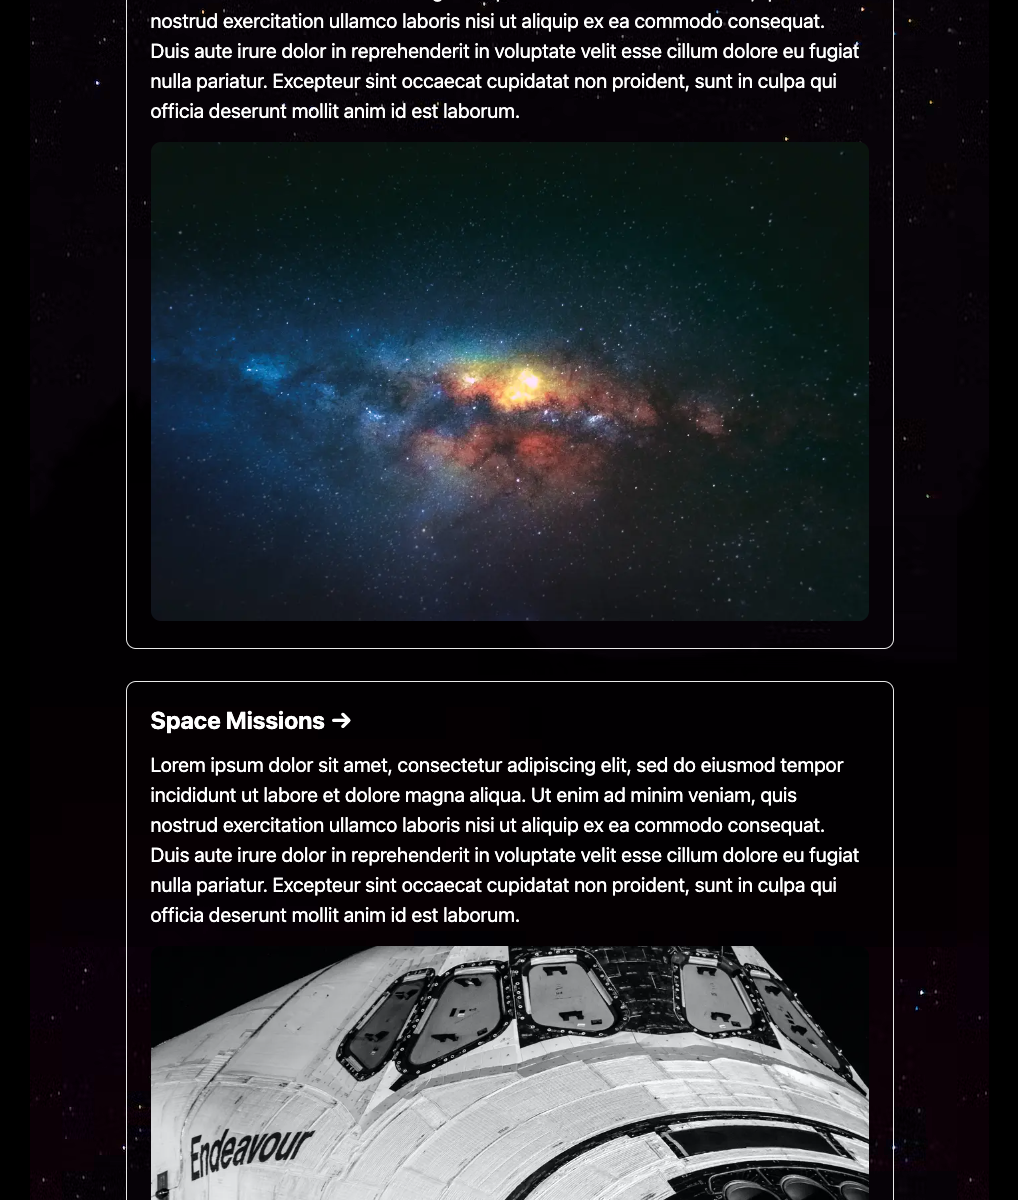 nostrud exercitation ullamco laboris nisi ut aliquip ex ea commodo consequat.
Duis aute irure dolor in reprehenderit in voluptate velit esse cillum dolore eu fugiat
nulla pariatur. Excepteur sint occaecat cupidatat non proident, sunt in culpa qui
officia deserunt mollit anim id est laborum.
Space Missions →
Lorem ipsum dolor sit amet, consectetur adipiscing elit, sed do eiusmod tempor
incididunt ut labore et dolore magna aliqua. Ut enim ad minim veniam, quis
nostrud exercitation ullamco laboris nisi ut aliquip ex ea commodo consequat.
Duis aute irure dolor in reprehenderit in voluptate velit esse cillum dolore eu fugiat
nulla pariatur. Excepteur sint occaecat cupidatat non proident, sunt in culpa qui
officia deserunt mollit anim id est laborum.
Endeavour